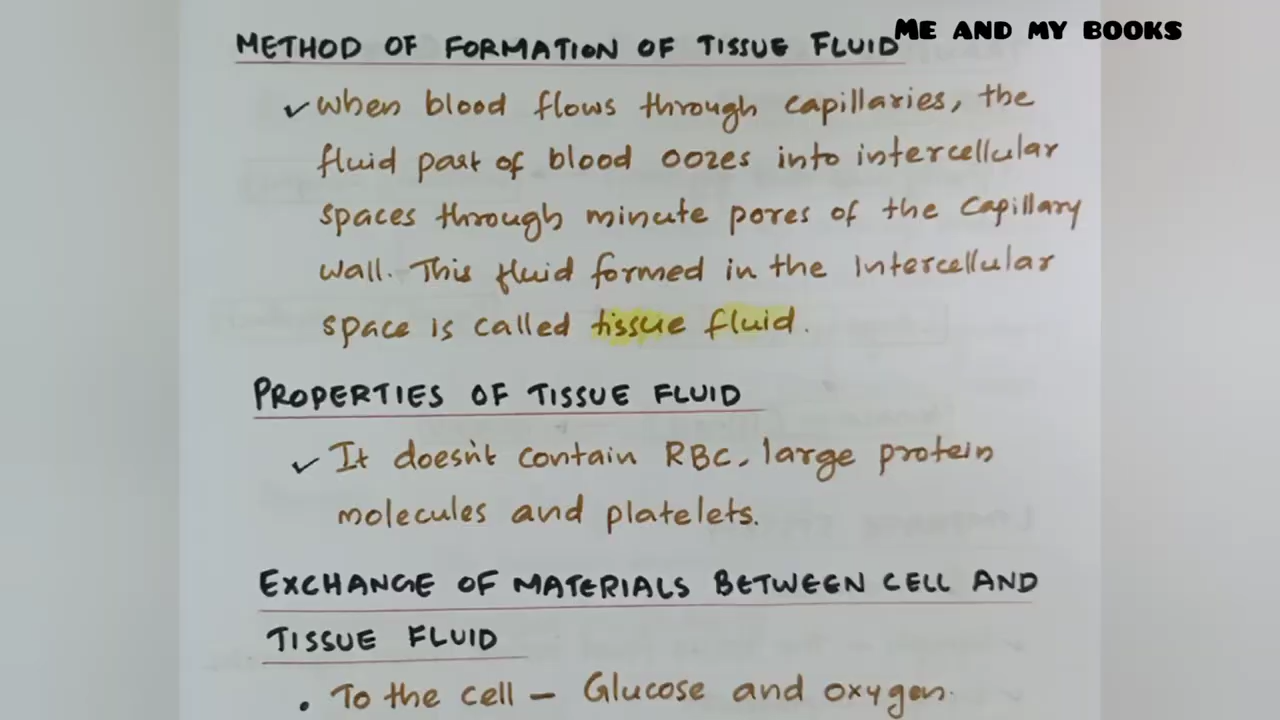 ME AND MY BOOKS
METHOD OF FORMATION OF TISSUE FLUID
✓ When blood flows through capillaries, the
fluid part of blood oozes into intercellular
spaces through minute pores of the capillary
wall. This fluid formed in the Intercellular
space is called tissue fluid.
PROPERTIES OF TISSUE FLUID
✓ It doesn't contain RBC, large protein
molecules and platelets.
EXCHANGE OF MATERIALS BETWEEN CELL AND
TISSUE FLUID
• To the cell – Glucose and oxygen.